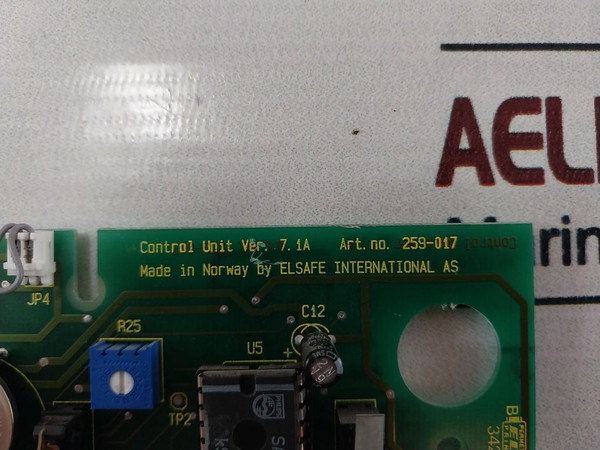 AEL
arin
Control Unit Ver. 7.1A Art.no. 259-017
Made in Norway by ELSAFE INTERNATIONAL AS
JP4
R25
C12
U5
+
TP2